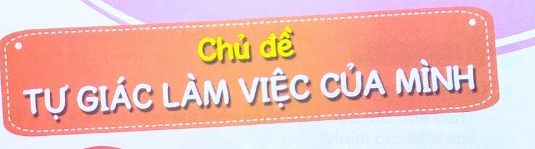 Chủ đề
TỰ GIÁC LÀM VIỆC CỦA MÌNH